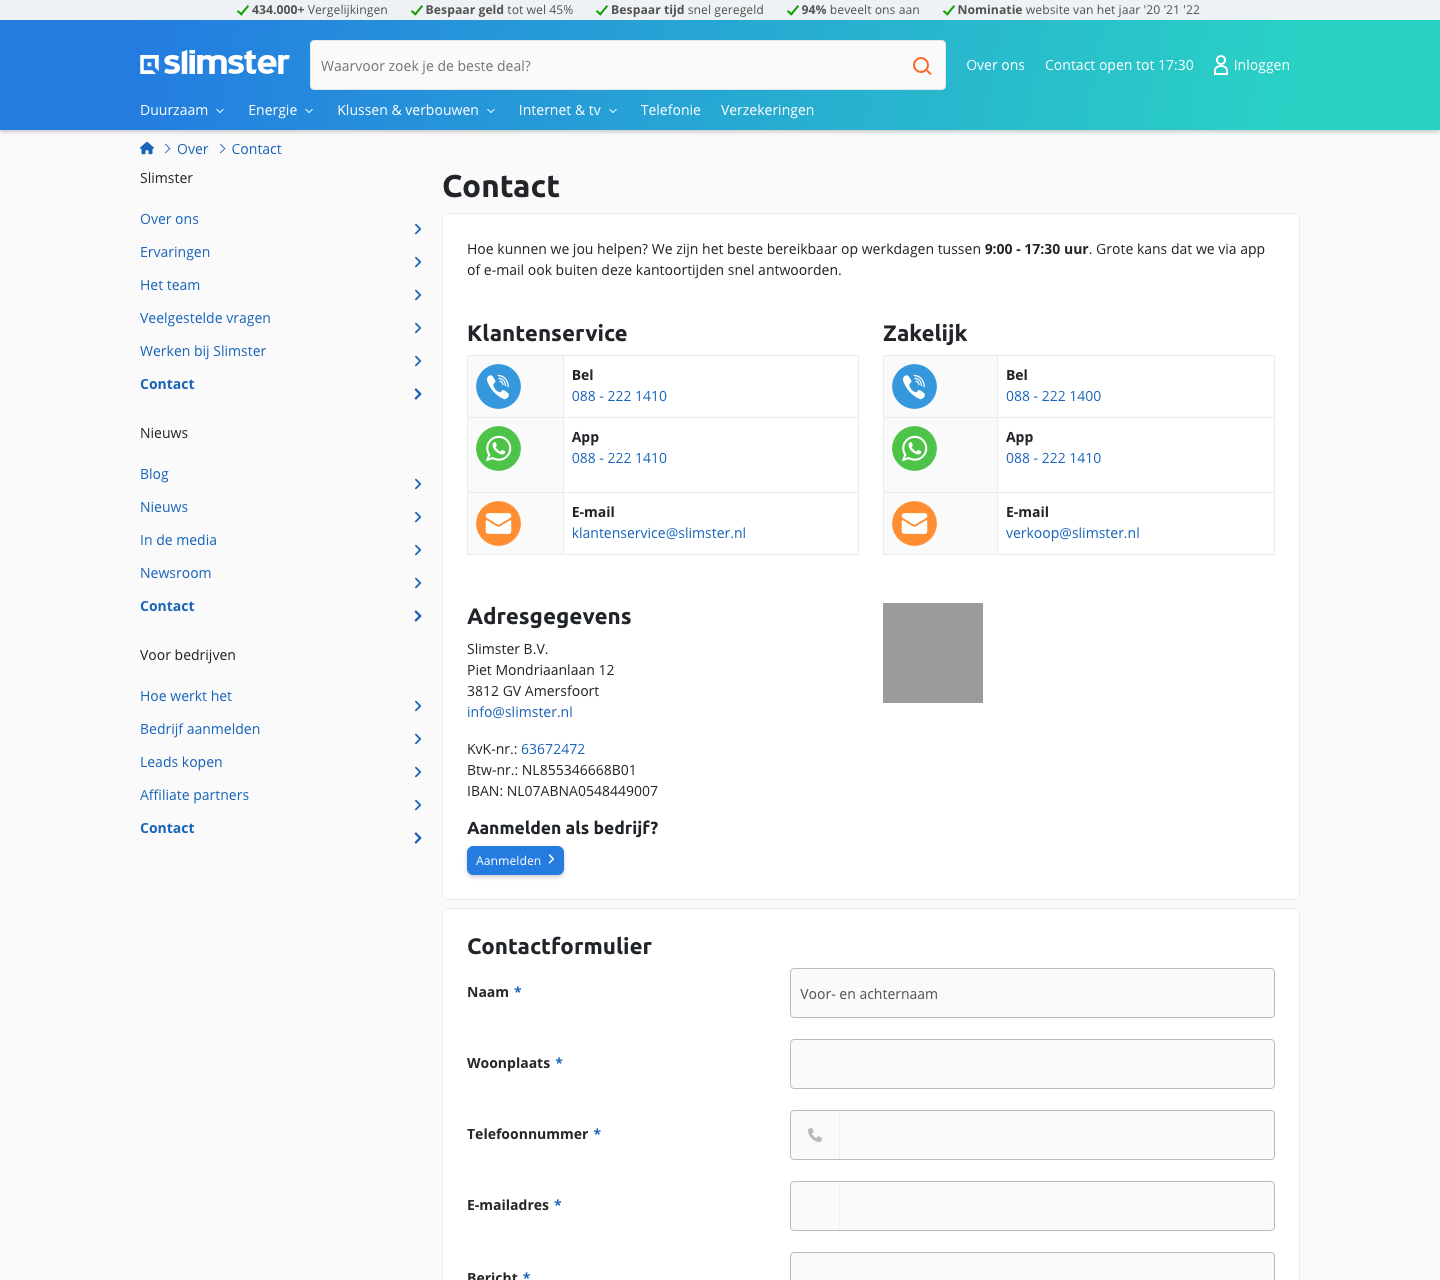 434.000+ Vergelijkingen
Bespaar geld tot wel 45%
Bespaar tijd snel geregeld
94% beveelt ons aan
Nominatie website van het jaar '20 '21 '22
slimster
Waarvoor zoek je de beste deal?
Over ons
Contact open tot 17:30
Inloggen
Duurzaam
Energie
Klussen & verbouwen
Internet & tv
Telefonie
Verzekeringen
Over
Contact
Slimster
Over ons
Ervaringen
Het team
Veelgestelde vragen
Werken bij Slimster
Contact
Nieuws
Blog
Nieuws
In de media
Newsroom
Contact
Voor bedrijven
Hoe werkt het
Bedrijf aanmelden
Leads kopen
Affiliate partners
Contact
Contact
Hoe kunnen we jou helpen? We zijn het beste bereikbaar op werkdagen tussen 9:00 - 17:30 uur. Grote kans dat we via app
of e-mail ook buiten deze kantoortijden snel antwoorden.
Klantenservice
Bel
088 - 222 1410
App
088 - 222 1410
E-mail
klantenservice@slimster.nl
Zakelijk
Bel
088 - 222 1400
App
088 - 222 1410
E-mail
verkoop@slimster.nl
Adresgegevens
Slimster B.V.
Piet Mondriaanlaan 12
3812 GV Amersfoort
info@slimster.nl
KvK-nr.: 63672472
Btw-nr.: NL855346668B01
IBAN: NL07ABNA0548449007
Aanmelden als bedrijf?
Aanmelden
Contactformulier
Naam *
Voor- en achternaam
Woonplaats *
Telefoonnummer *
E-mailadres *
Bericht *